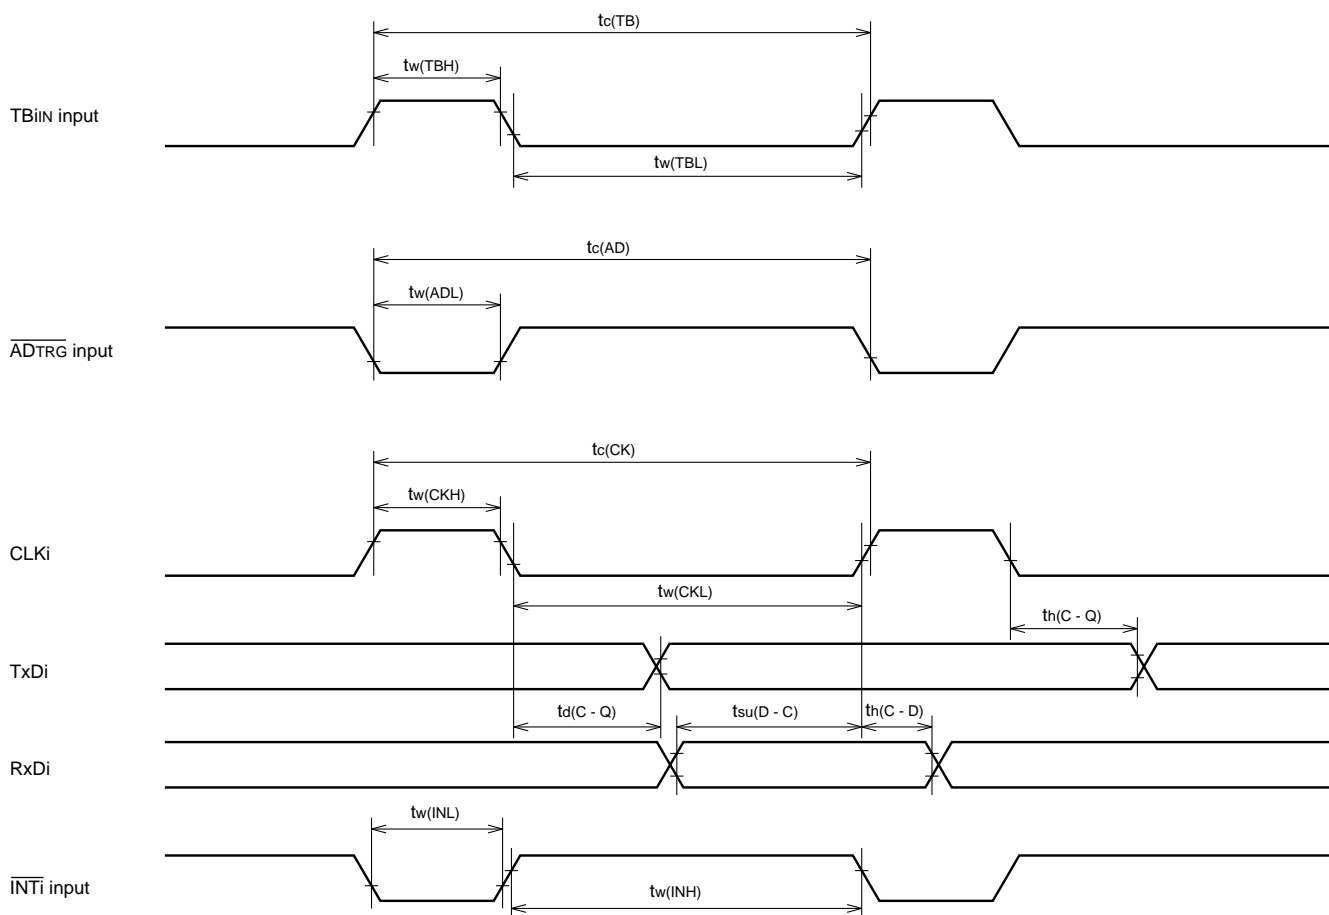 tc(TB)
tw(TBH)
TBiIN input
tw(TBL)
tc(AD)
tw(ADL)
ADTRG input
tc(CK)
tw(CKH)
CLKi
tw(CKL)
th(C - Q)
TxDi
td(C - Q)
tsu(D - C)
th(C - D)
RxDi
tw(INL)
INTi input
tw(INH)